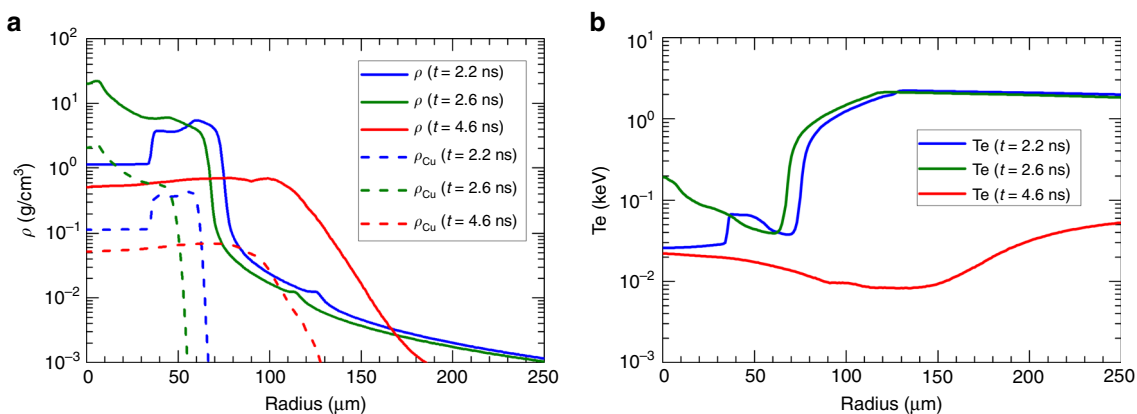 a
10²
10¹
10⁰
10⁻¹
10⁻²
10⁻³
ρ (g/cm³)
0
50
100
150
200
250
Radius (μm)
ρ (t = 2.2 ns)
ρ (t = 2.6 ns)
ρ (t = 4.6 ns)
ρCu (t = 2.2 ns)
ρCu (t = 2.6 ns)
ρCu (t = 4.6 ns)
b
10¹
10⁰
10⁻¹
10⁻²
10⁻³
Te (keV)
0
50
100
150
200
250
Radius (μm)
Te (t = 2.2 ns)
Te (t = 2.6 ns)
Te (t = 4.6 ns)